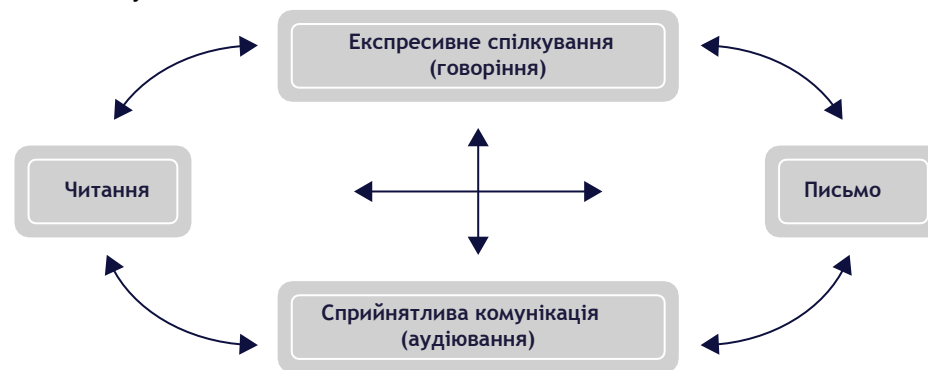 Експресивне спілкування
(говоріння)
Читання
Письмо
Сприйнятлива комунікація
(аудіювання)